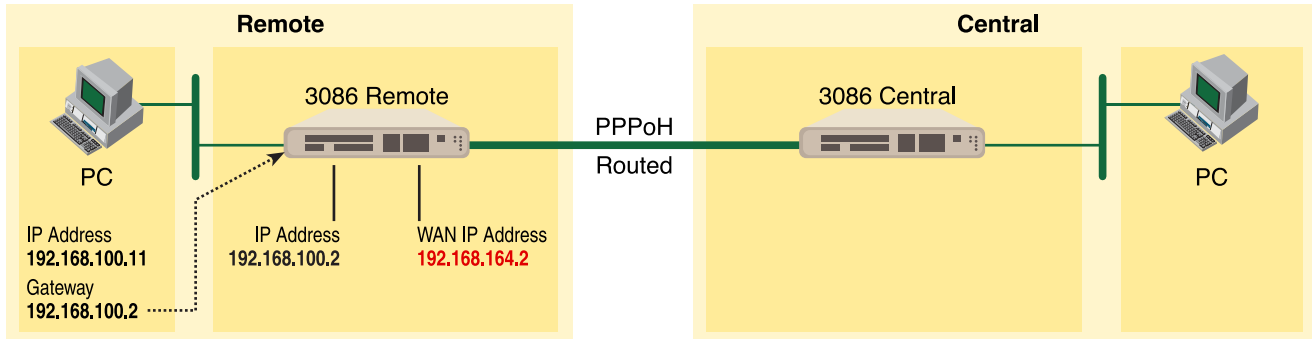 Remote
Central
3086 Remote
3086 Central
PPPoH
Routed
PC
PC
IP Address
192.168.100.11
Gateway
192.168.100.2
IP Address
192.168.100.2
WAN IP Address
192.168.164.2